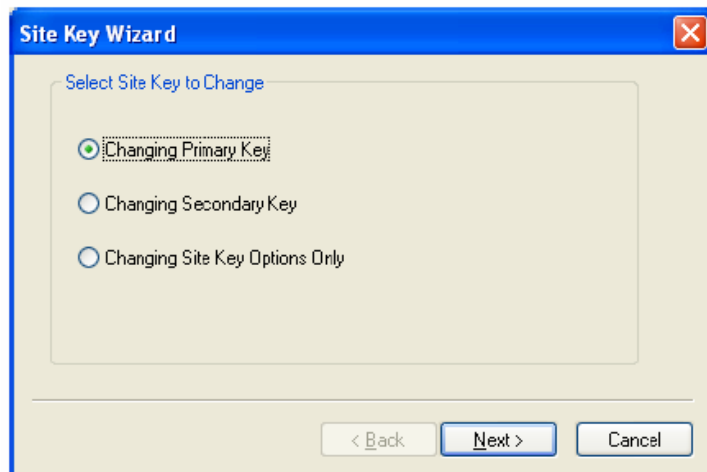 Site Key Wizard
Select Site Key to Change
Changing Primary Key
Changing Secondary Key
Changing Site Key Options Only
< Back
Next >
Cancel